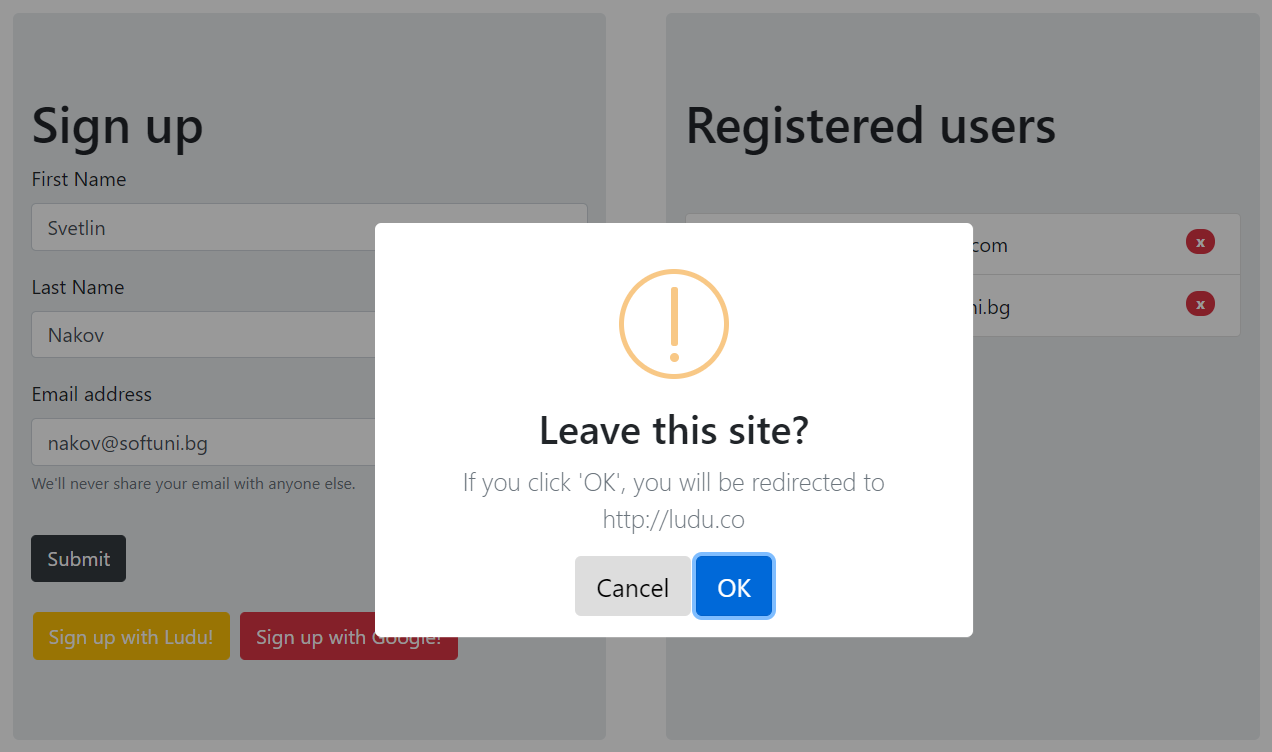 Sign up
First Name
Svetlin
Last Name
Nakov
Email address
nakov@softuni.bg
We'll never share your email with anyone else.
Submit
Sign up with Ludu!
Sign up with Google!
Registered users
com
x
ni.bg
x
Leave this site?
If you click 'OK', you will be redirected to
http://ludu.co
Cancel
OK